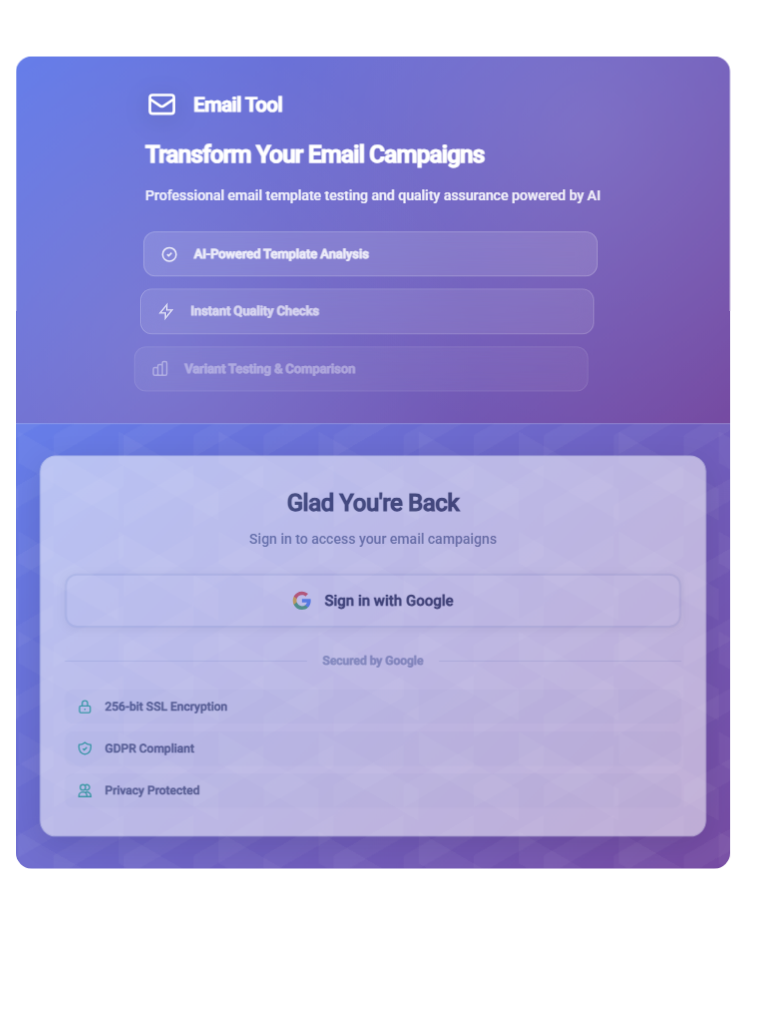 Email Tool
Transform Your Email Campaigns
Professional email template testing and quality assurance powered by AI
AI-Powered Template Analysis
Instant Quality Checks
Variant Testing & Comparison
Glad You're Back
Sign in to access your email campaigns
Sign in with Google
Secured by Google
256-bit SSL Encryption
GDPR Compliant
Privacy Protected